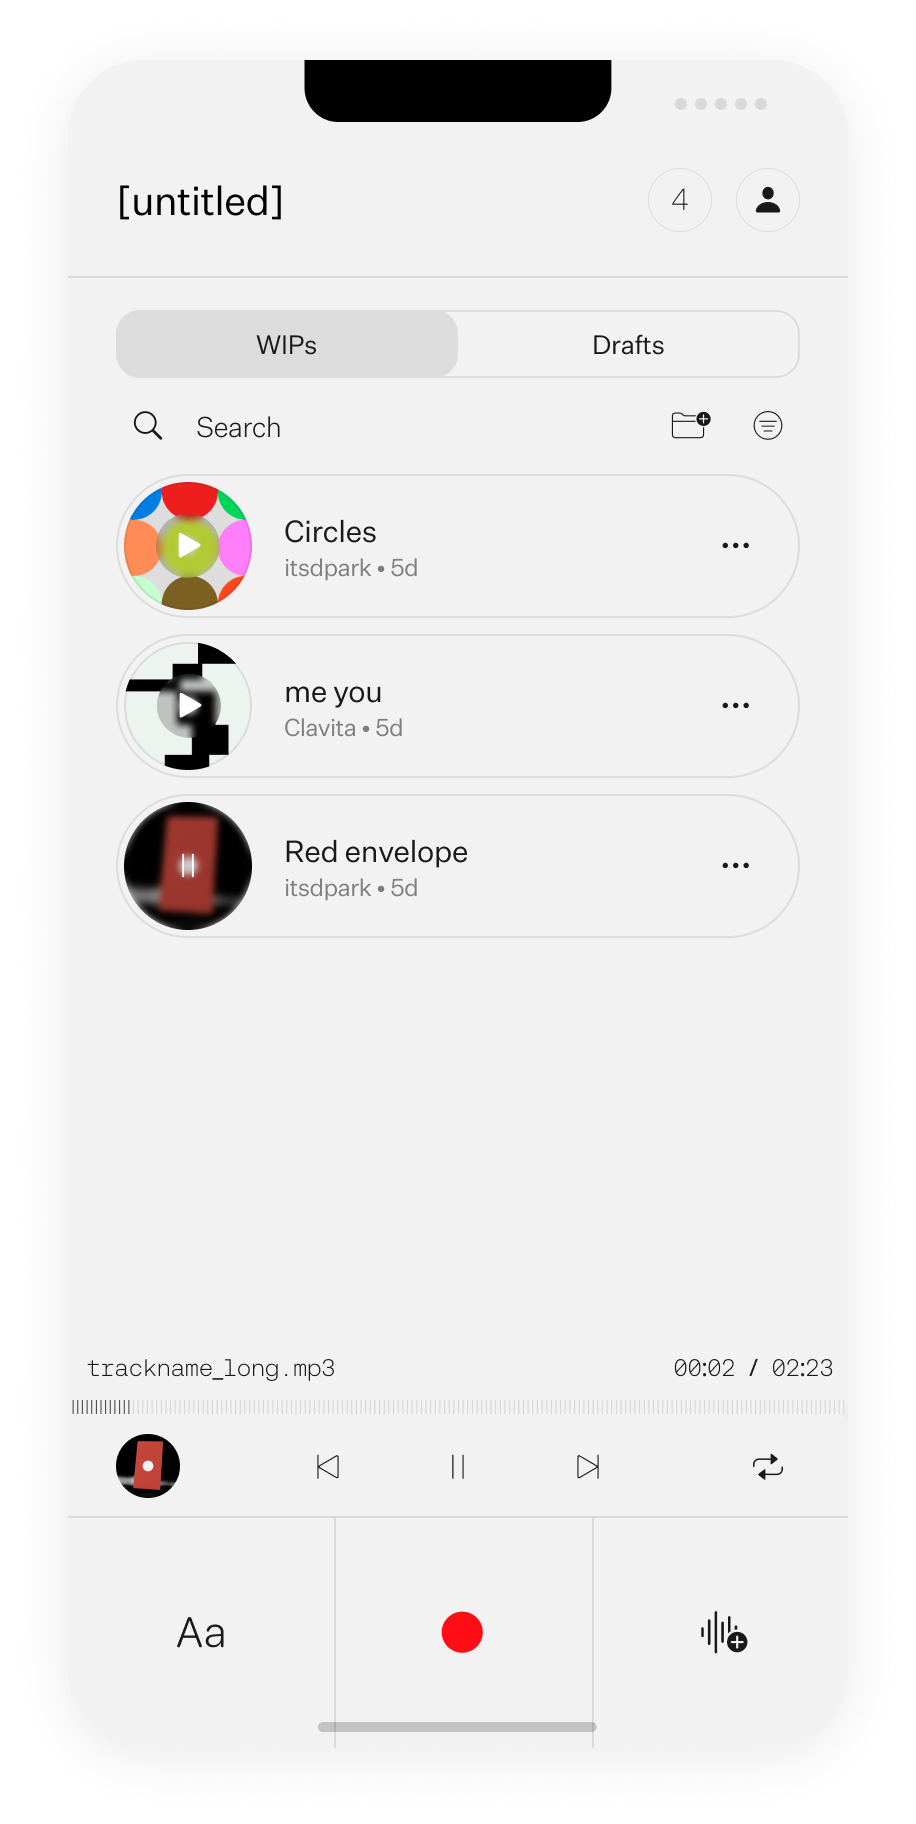 [untitled]
4
WIPs
Drafts
Search
Circles
itsdpark • 5d
me you
Clavita • 5d
Red envelope
itsdpark • 5d
trackname_long.mp3
00:02 / 02:23
Aa